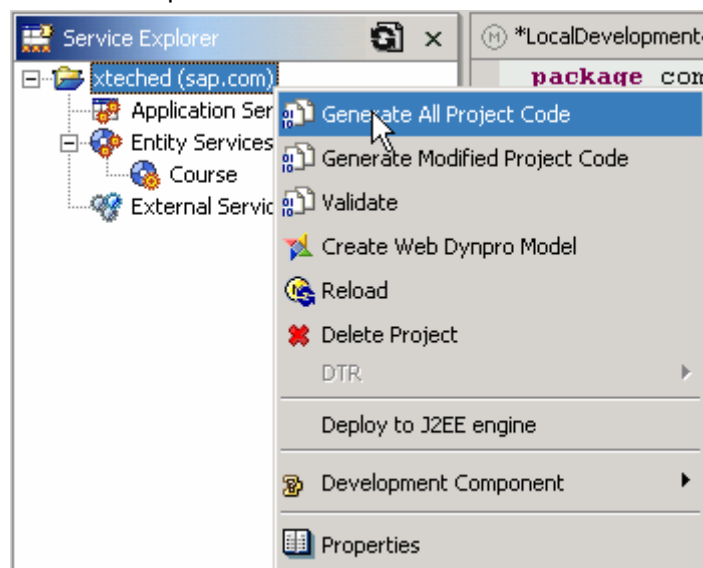 Service Explorer
*LocalDevelopment
package com
xteched (sap.com)
Application Ser
Generate All Project Code
Entity Services
Generate Modified Project Code
Course
External Servic
Validate
Create Web Dynpro Model
Reload
Delete Project
DTR
Deploy to J2EE engine
Development Component
Properties